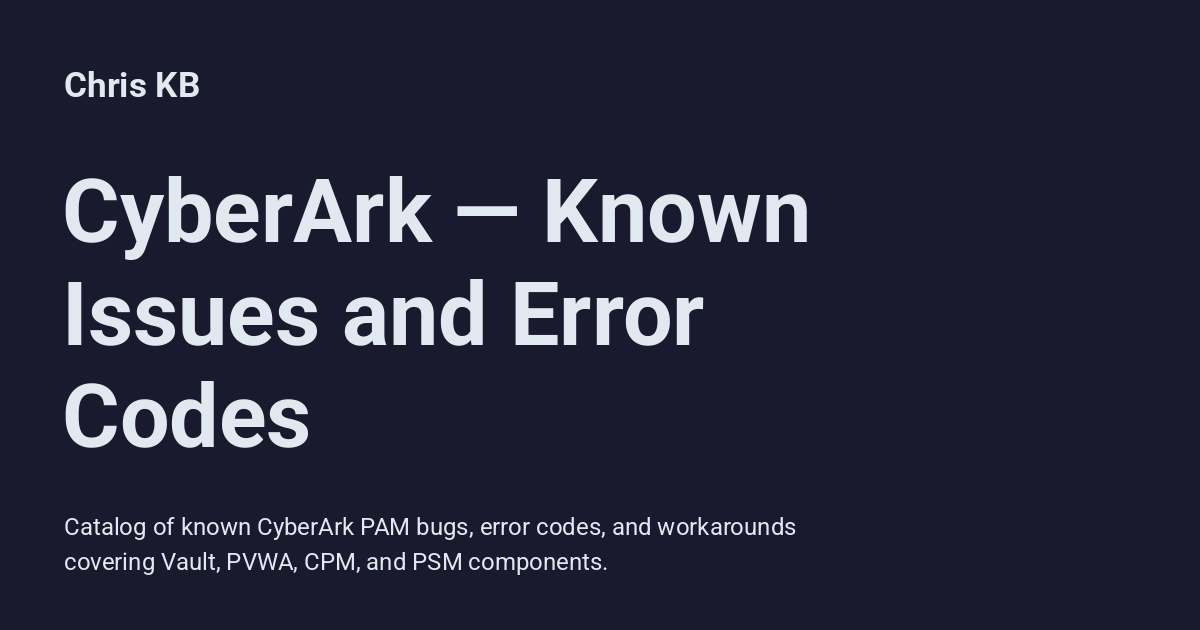 Chris KB
CyberArk — Known
Issues and Error
Codes
Catalog of known CyberArk PAM bugs, error codes, and workarounds
covering Vault, PVWA, CPM, and PSM components.